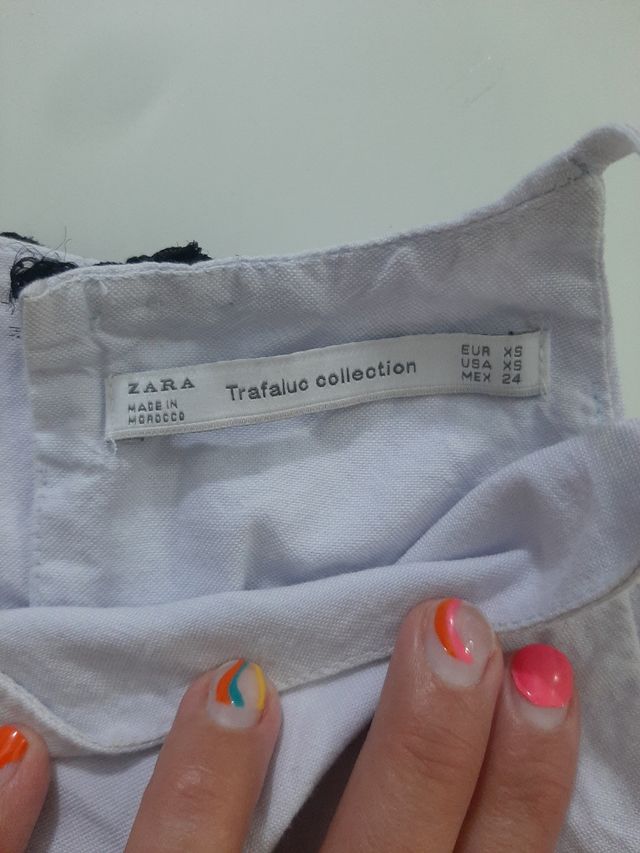 ZARA
MADE IN
MOROCCO
Trafaluc collection
EUR XS
USA XS
MEX 24